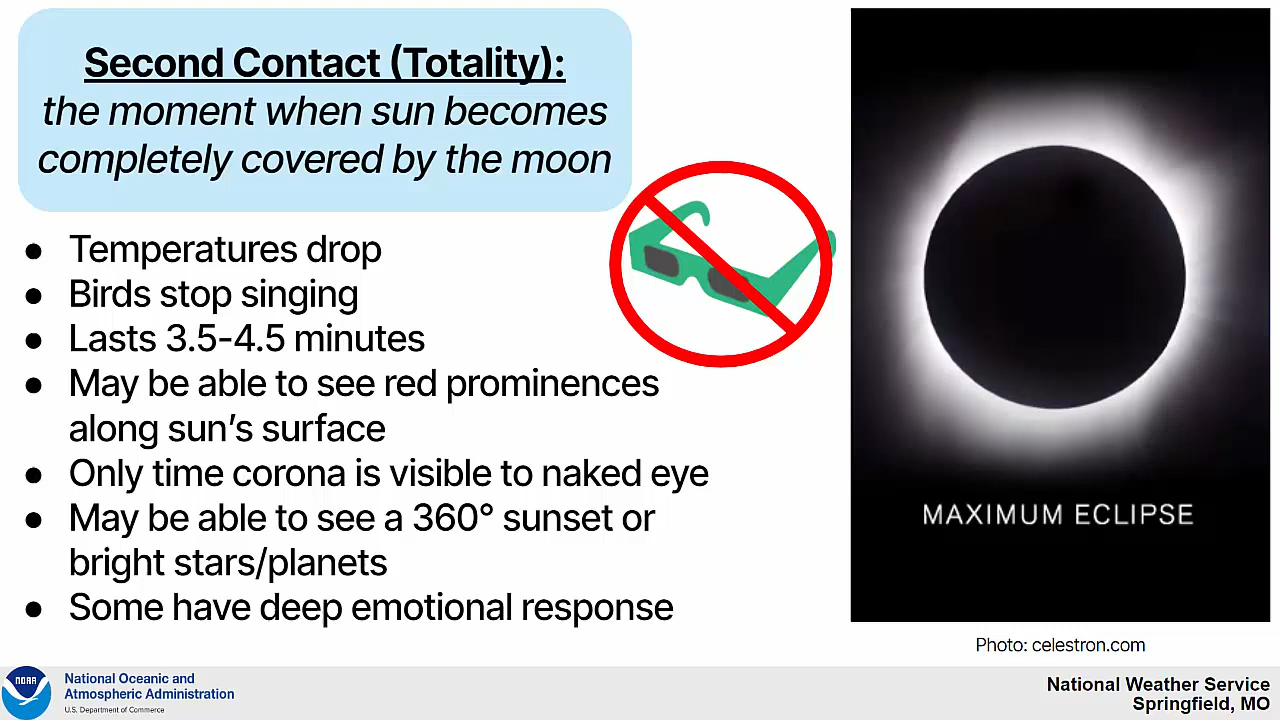 Second Contact (Totality):
the moment when sun becomes
completely covered by the moon
● Temperatures drop
● Birds stop singing
● Lasts 3.5-4.5 minutes
● May be able to see red prominences
along sun's surface
● Only time corona is visible to naked eye
● May be able to see a 360° sunset or
bright stars/planets
● Some have deep emotional response
MAXIMUM ECLIPSE
Photo: celestron.com
NOAA
National Oceanic and
Atmospheric Administration
U.S. Department of Commerce
National Weather Service
Springfield, MO